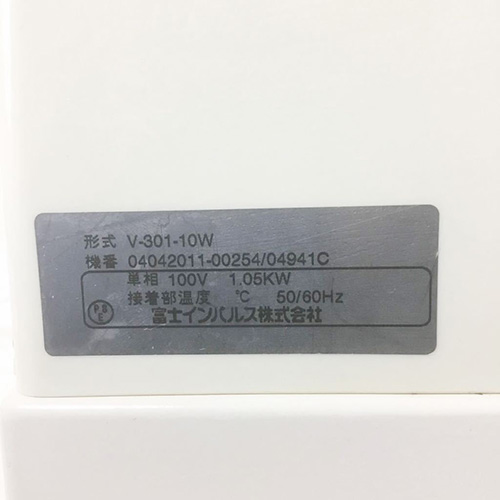 形式 V-301-10W
機番 04042011-00254/04941C
単相 100V 1.05KW
接着部温度 ℃ 50/60Hz
富士インパルス株式会社
P B
E